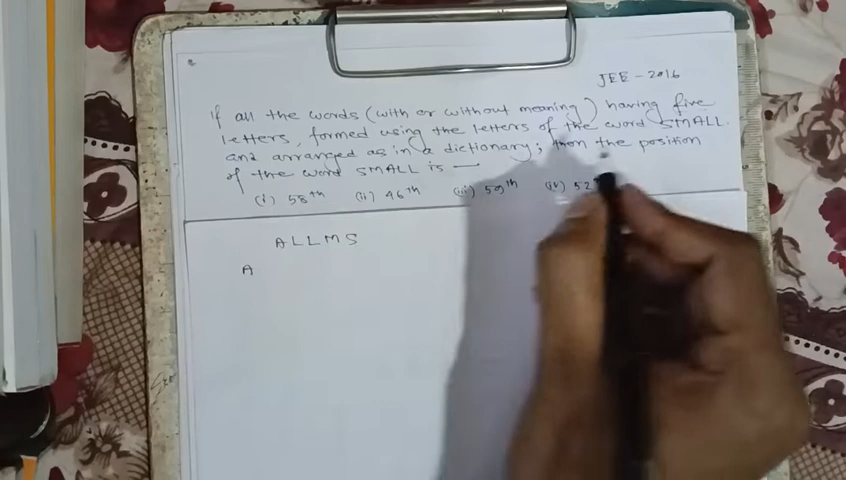 JEE - 2016
If all the words (with or without meaning) having five
letters, formed using the letters of the word SMALL
and arranged as in a dictionary; then the position
of the word SMALL is —
(i) 58th (ii) 46th (iii) 59th (iv) 52
ALLMS
A